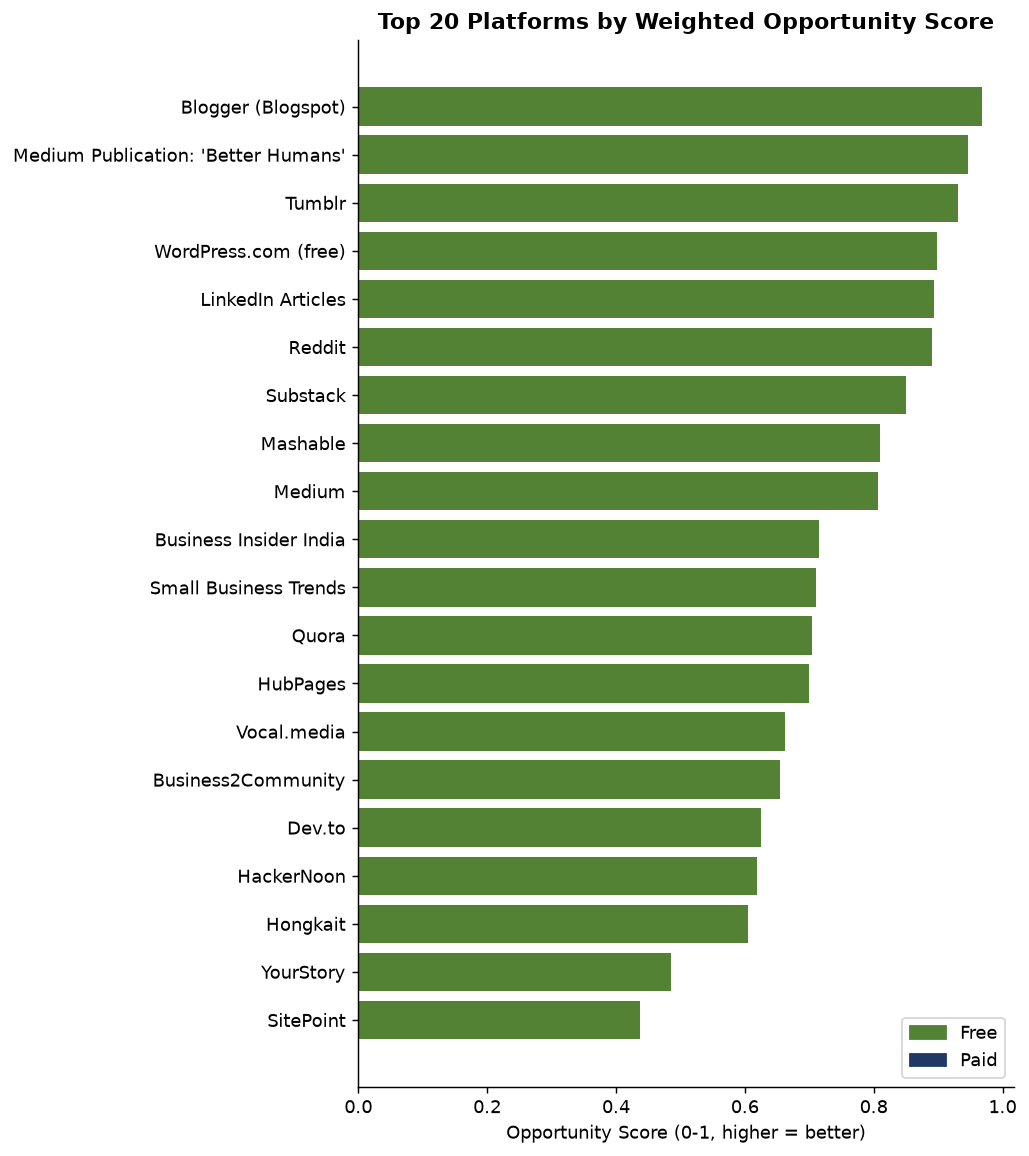 Top 20 Platforms by Weighted Opportunity Score
Blogger (Blogspot)
Medium Publication: 'Better Humans'
Tumblr
WordPress.com (free)
LinkedIn Articles
Reddit
Substack
Mashable
Medium
Business Insider India
Small Business Trends
Quora
HubPages
Vocal.media
Business2Community
Dev.to
HackerNoon
Hongkait
YourStory
SitePoint
Free
Paid
0.0 0.2 0.4 0.6 0.8 1.0
Opportunity Score (0-1, higher = better)